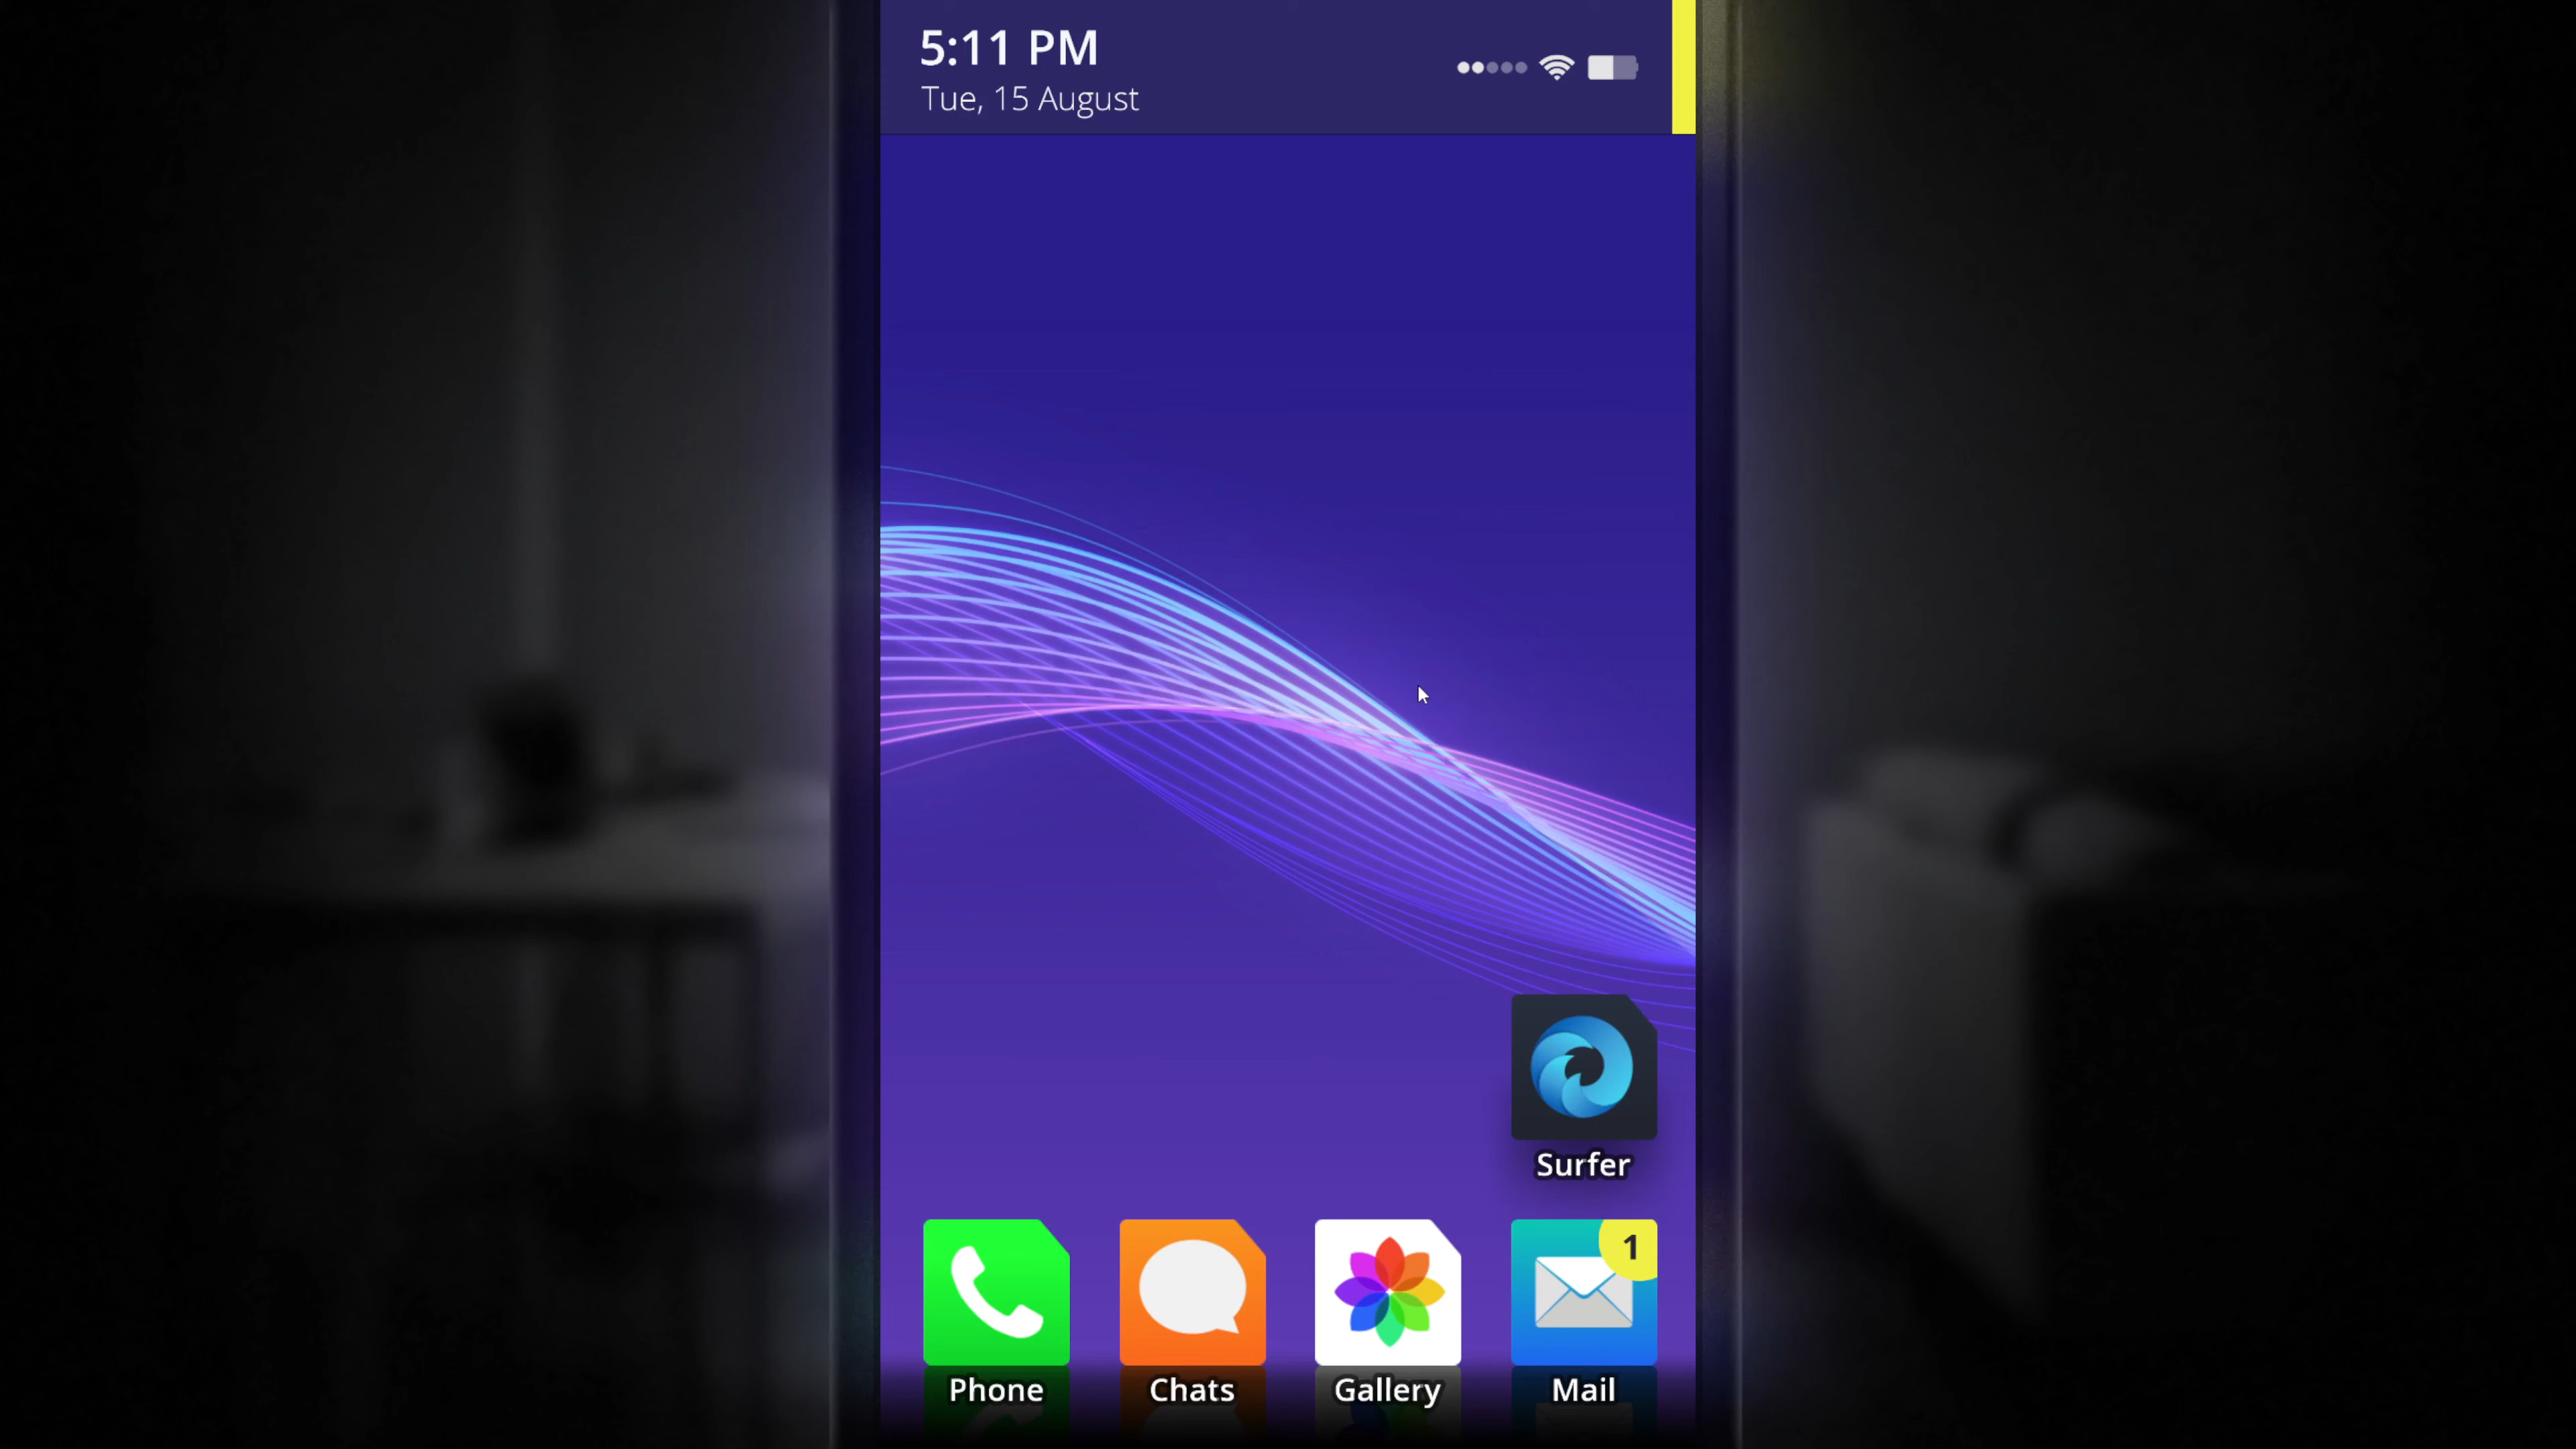 5:11 PM
Tue, 15 August
Surfer
1
Phone
Chats
Gallery
Mail